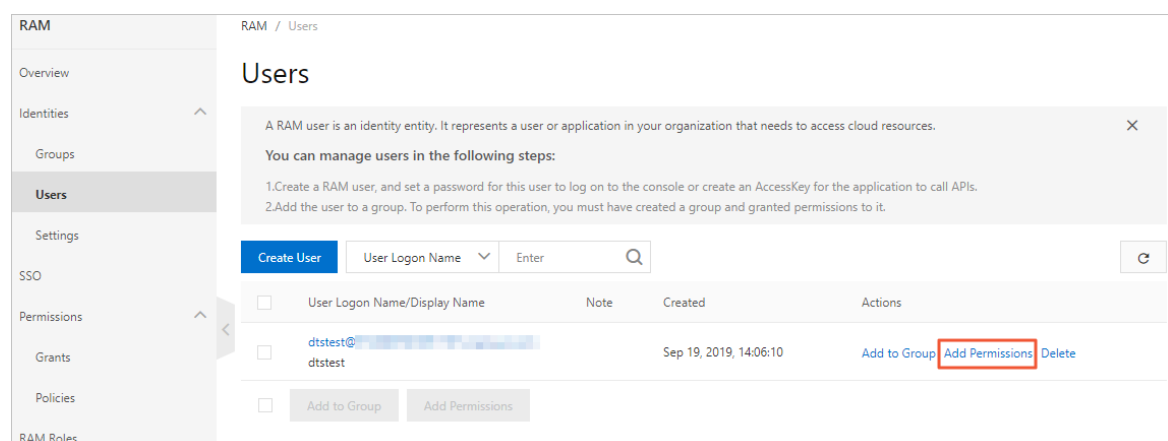 RAM
Overview
Identities
Groups
Users
Settings
SSO
Permissions
Grants
Policies
RAM Roles
RAM / Users
Users
A RAM user is an identity entity. It represents a user or application in your organization that needs to access cloud resources.
You can manage users in the following steps:
1.Create a RAM user, and set a password for this user to log on to the console or create an AccessKey for the application to call APIs.
2.Add the user to a group. To perform this operation, you must have created a group and granted permissions to it.
Create User User Logon Name Enter
User Logon Name/Display Name Note Created Actions
dtstest@
dtstest Sep 19, 2019, 14:06:10 Add to Group Add Permissions Delete
Add to Group Add Permissions